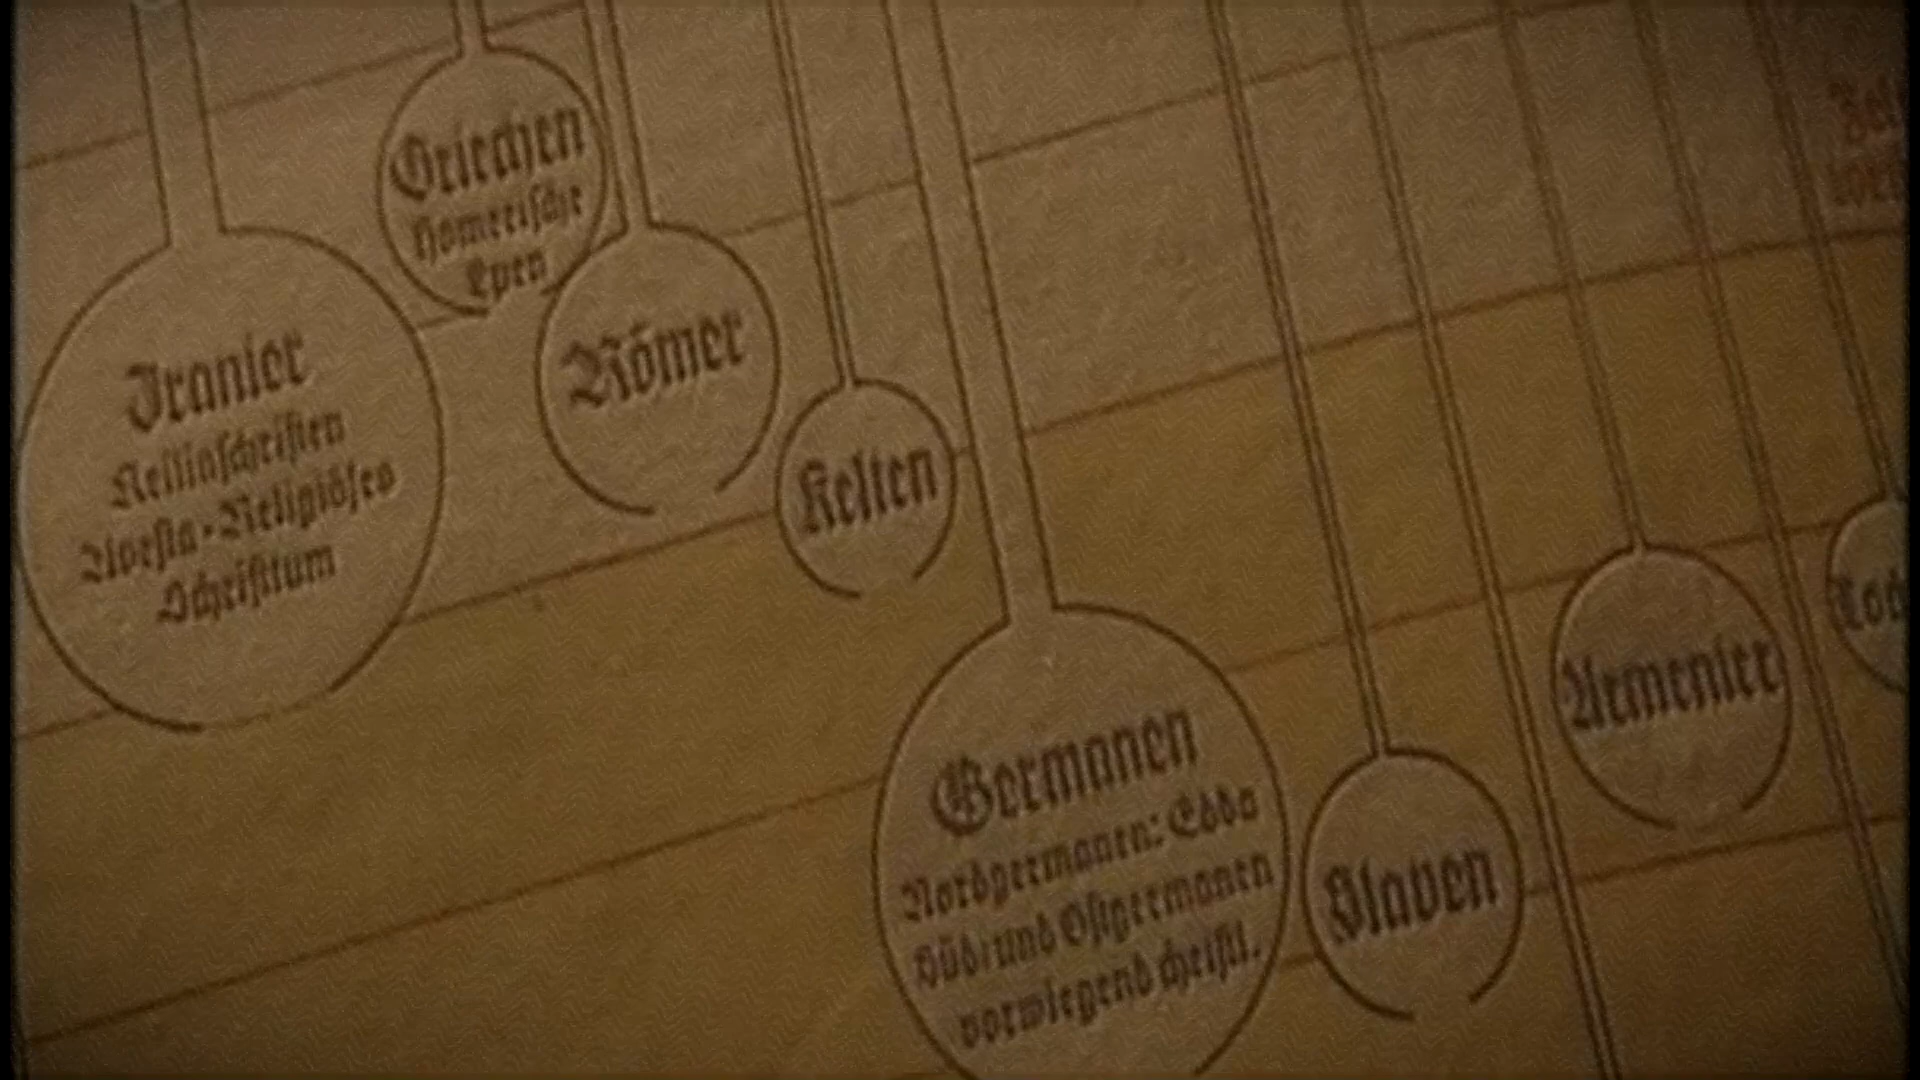 Griechen
Homerische
Epen
Iranier
Keilinschriften
Avesta-Religiöses
Schrifttum
Römer
Kelten
Germanen
Nordgermanen: Edda
Süd- und Ostgermanen
vorwiegend christl.
Slaven
Armenier